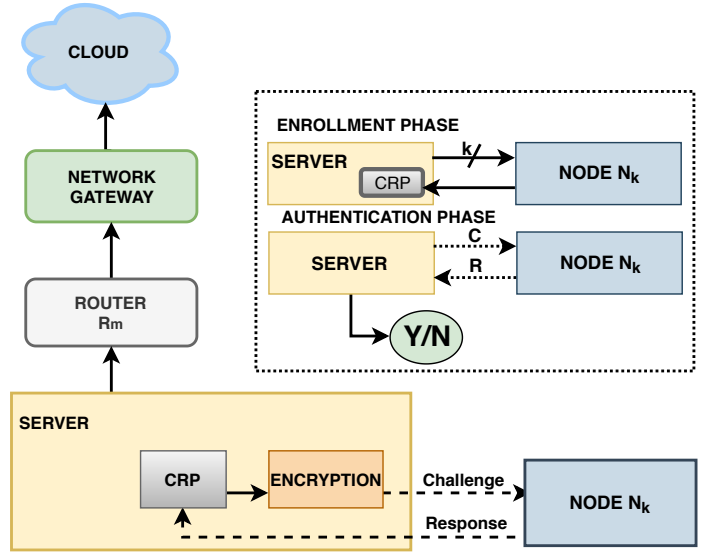 CLOUD
NETWORK
GATEWAY
ROUTER
Rm
SERVER
CRP
ENCRYPTION
Challenge
Response
NODE Nk
ENROLLMENT PHASE
SERVER
CRP
k
NODE Nk
AUTHENTICATION PHASE
SERVER
C
R
NODE Nk
Y/N